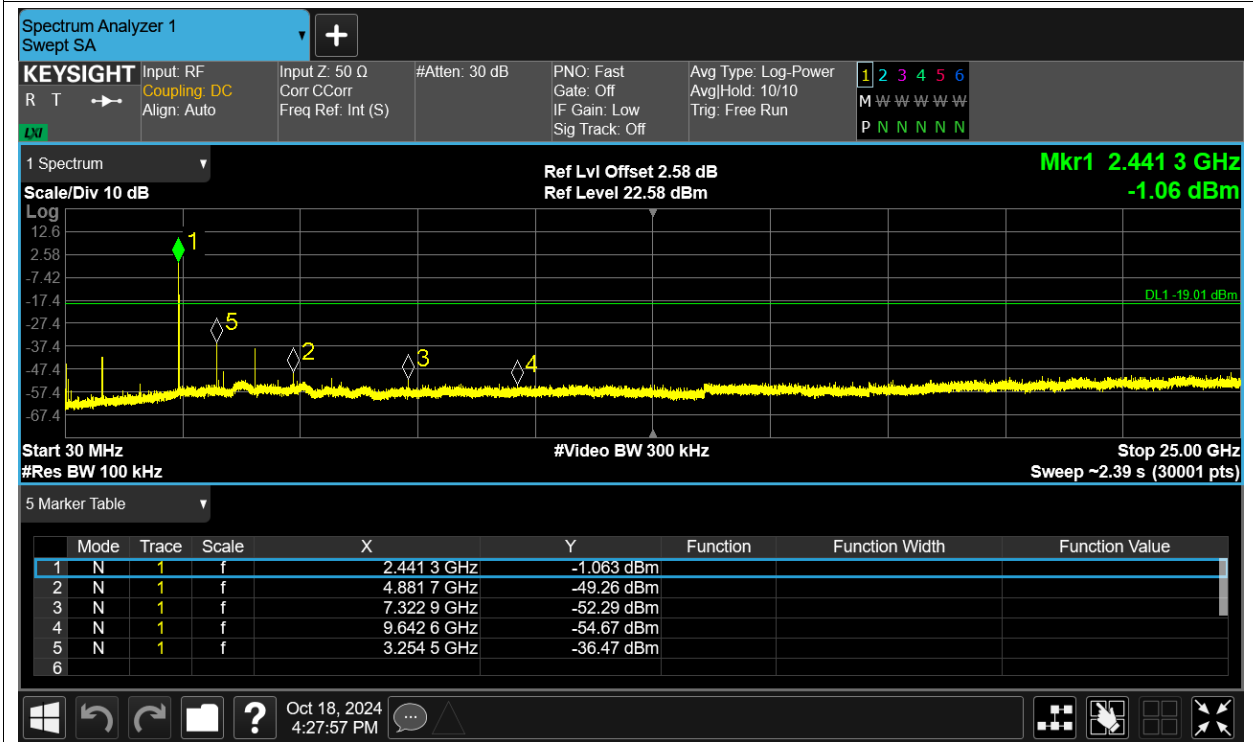 Spectrum Analyzer 1
Swept SA
KEYSIGHT Input: RF Input Z: 50 Ω #Atten: 30 dB PNO: Fast Avg Type: Log-Power 1 2 3 4 5 6
R T Coupling: DC Corr CCorr Gate: Off Avg|Hold: 10/10 M W W W W W
Align: Auto Freq Ref: Int (S) IF Gain: Low Trig: Free Run
LXI Sig Track: Off P N N N N N
1 Spectrum Ref Lvl Offset 2.58 dB Mkr1 2.441 3 GHz
Scale/Div 10 dB Ref Level 22.58 dBm -1.06 dBm
Log
12.6
1
2.58
-7.42
-17.4 DL1 -19.01 dBm
-27.4 5
-37.4 2 3
-47.4 4
-57.4
-67.4
Start 30 MHz #Video BW 300 kHz Stop 25.00 GHz
#Res BW 100 kHz Sweep ~2.39 s (30001 pts)
5 Marker Table
Mode Trace Scale X Y Function Function Width Function Value
1 N 1 f 2.441 3 GHz -1.063 dBm
2 N 1 f 4.881 7 GHz -49.26 dBm
3 N 1 f 7.322 9 GHz -52.29 dBm
4 N 1 f 9.642 6 GHz -54.67 dBm
5 N 1 f 3.254 5 GHz -36.47 dBm
6
? Oct 18, 2024
4:27:57 PM